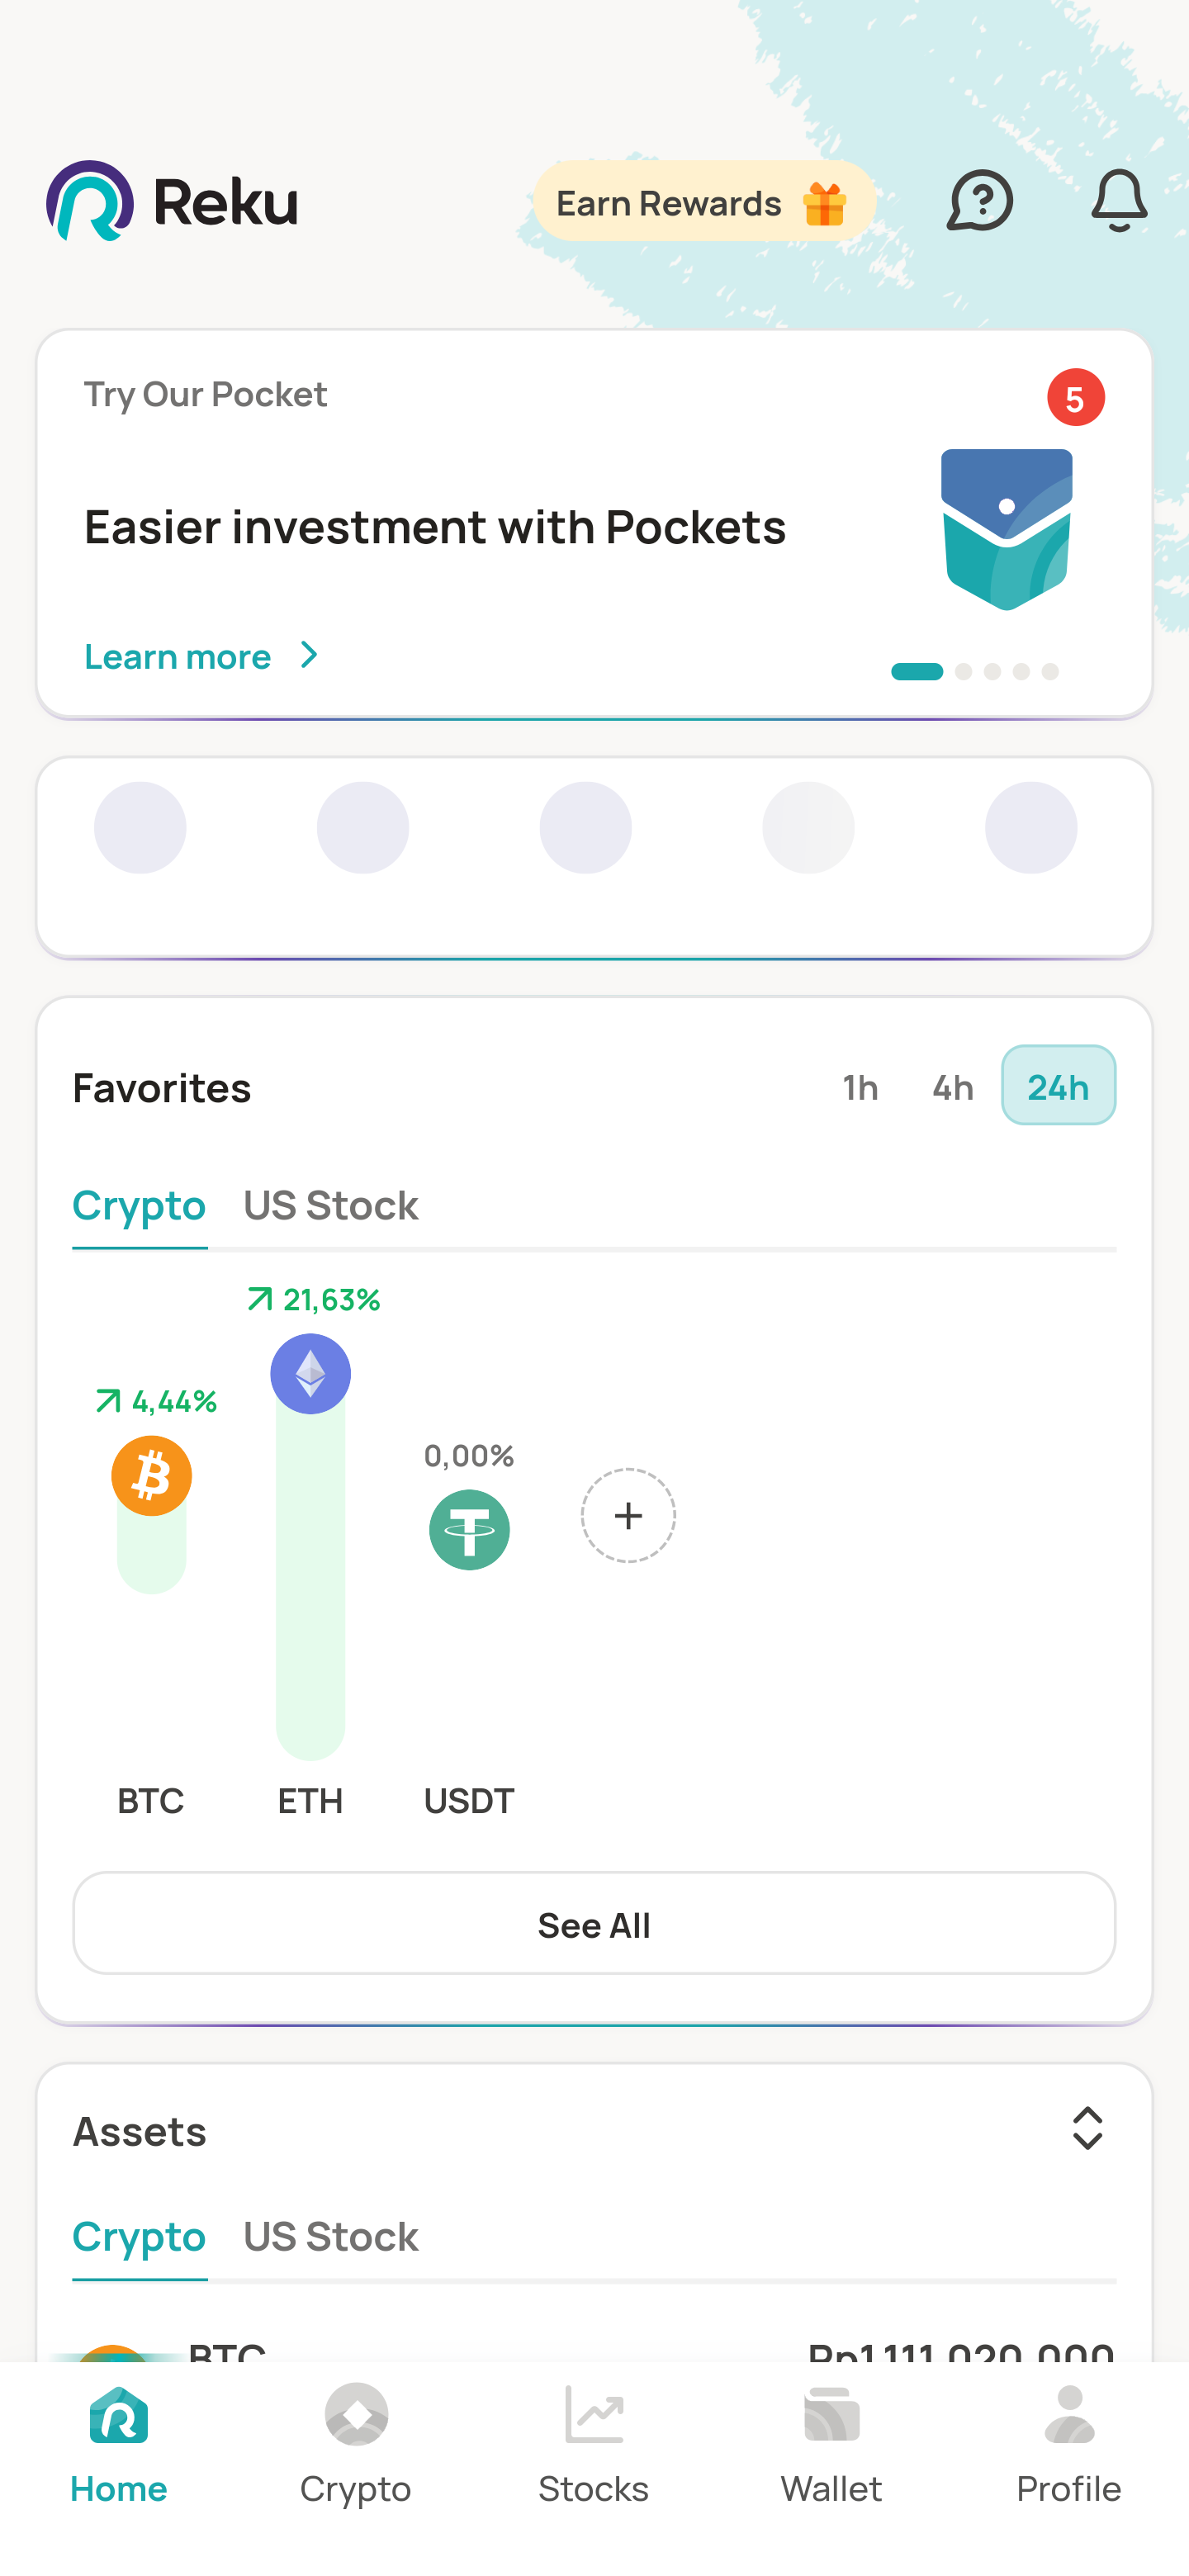 Reku
Earn Rewards
Try Our Pocket
5
Easier investment with Pockets
Learn more
Favorites
1h 4h 24h
Crypto US Stock
21,63%
4,44%
0,00%
BTC ETH USDT
See All
Assets
Crypto US Stock
BTC Rp1.111.020.000
Home Crypto Stocks Wallet Profile